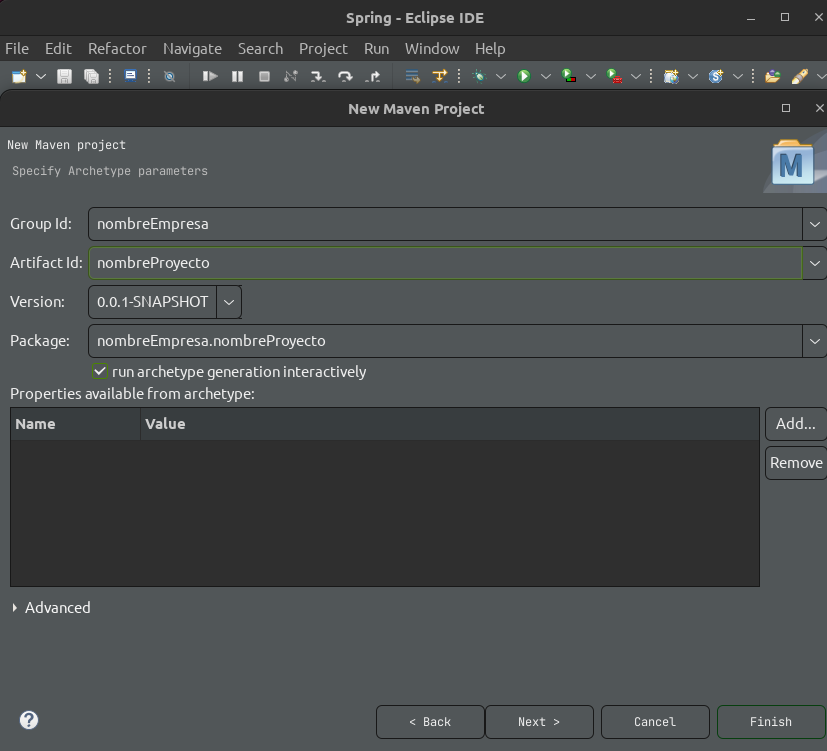 Spring - Eclipse IDE
File Edit Refactor Navigate Search Project Run Window Help
New Maven Project
New Maven project
Specify Archetype parameters
M
Group Id: nombreEmpresa
Artifact Id: nombreProyecto
Version: 0.0.1-SNAPSHOT
Package: nombreEmpresa.nombreProyecto
run archetype generation interactively
Properties available from archetype:
Name Value
Add...
Remove
Advanced
? < Back Next > Cancel Finish